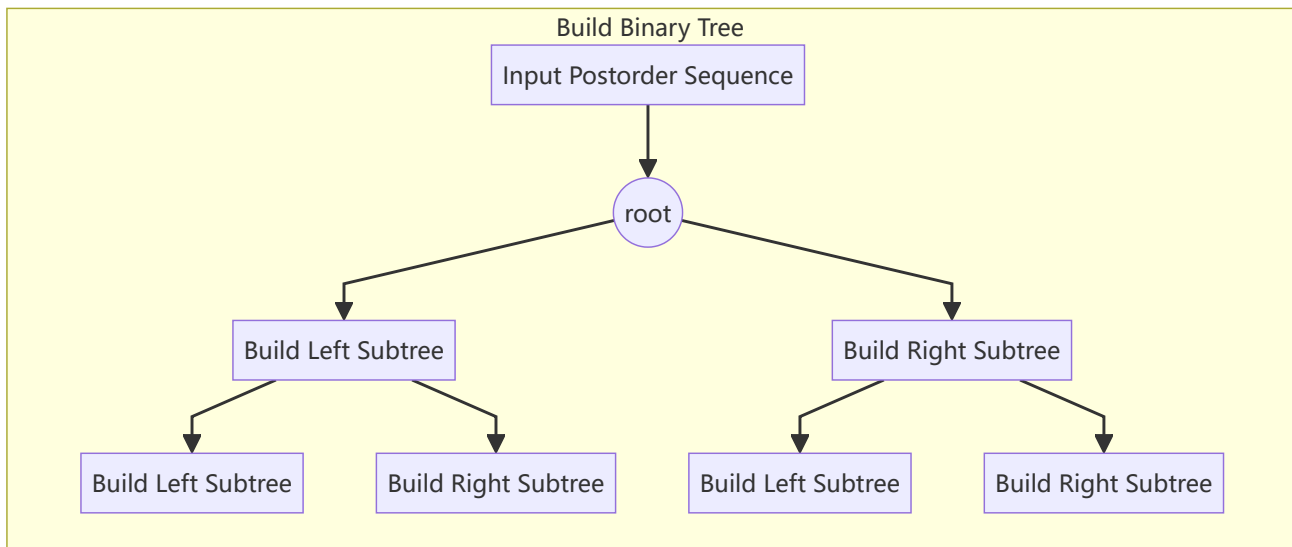 Build Binary Tree
Input Postorder Sequence
root
Build Left Subtree
Build Right Subtree
Build Left Subtree
Build Right Subtree
Build Left Subtree
Build Right Subtree